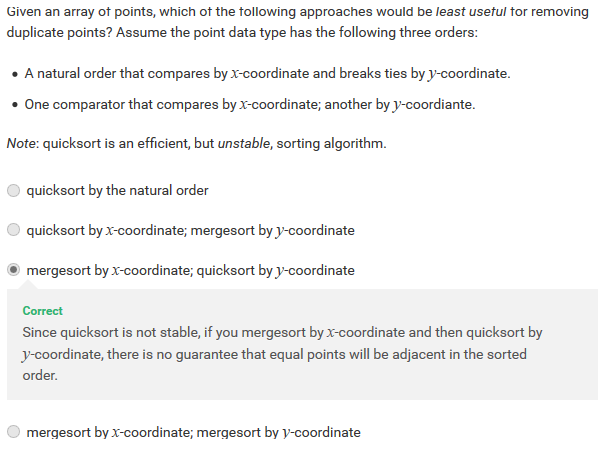 Given an array of points, which of the following approaches would be least useful for removing
duplicate points? Assume the point data type has the following three orders:
• A natural order that compares by x-coordinate and breaks ties by y-coordinate.
• One comparator that compares by x-coordinate; another by y-coordiante.
Note: quicksort is an efficient, but unstable, sorting algorithm.
quicksort by the natural order
quicksort by x-coordinate; mergesort by y-coordinate
mergesort by x-coordinate; quicksort by y-coordinate
Correct
Since quicksort is not stable, if you mergesort by x-coordinate and then quicksort by
y-coordinate, there is no guarantee that equal points will be adjacent in the sorted
order.
mergesort by x-coordinate; mergesort by y-coordinate